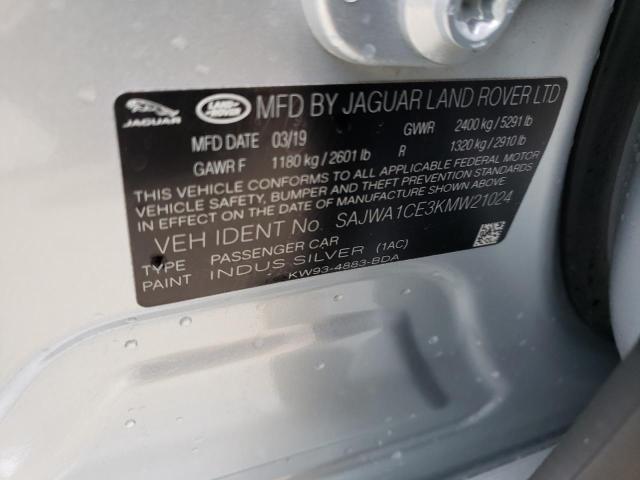 JAGUAR LAND ROVER MFD BY JAGUAR LAND ROVER LTD
MFD DATE 03/19 GVWR 2400 kg / 5291 lb
GAWR F 1180 kg / 2601 lb R 1320 kg / 2910 lb
THIS VEHICLE CONFORMS TO ALL APPLICABLE FEDERAL MOTOR
VEHICLE SAFETY, BUMPER AND THEFT PREVENTION STANDARDS
IN EFFECT ON THE DATE OF MANUFACTURE SHOWN ABOVE
VEH IDENT No. SAJWA1CE3KMW21024
TYPE PASSENGER CAR
PAINT INDUS SILVER (1AC)
KW93-4883-BDA